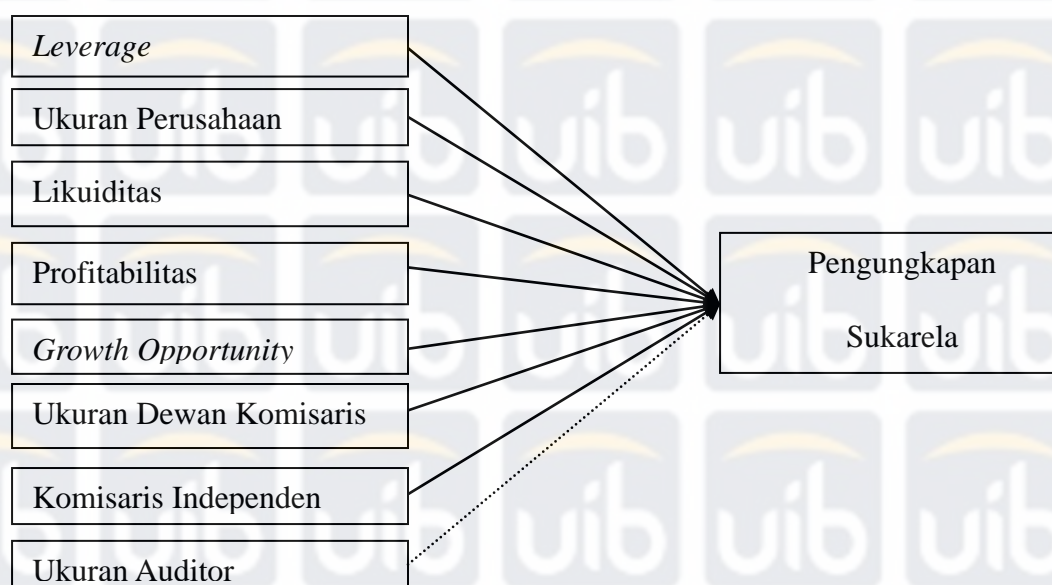 Leverage
Ukuran Perusahaan
Likuiditas
Profitabilitas
Growth Opportunity
Ukuran Dewan Komisaris
Komisaris Independen
Ukuran Auditor
Pengungkapan
Sukarela